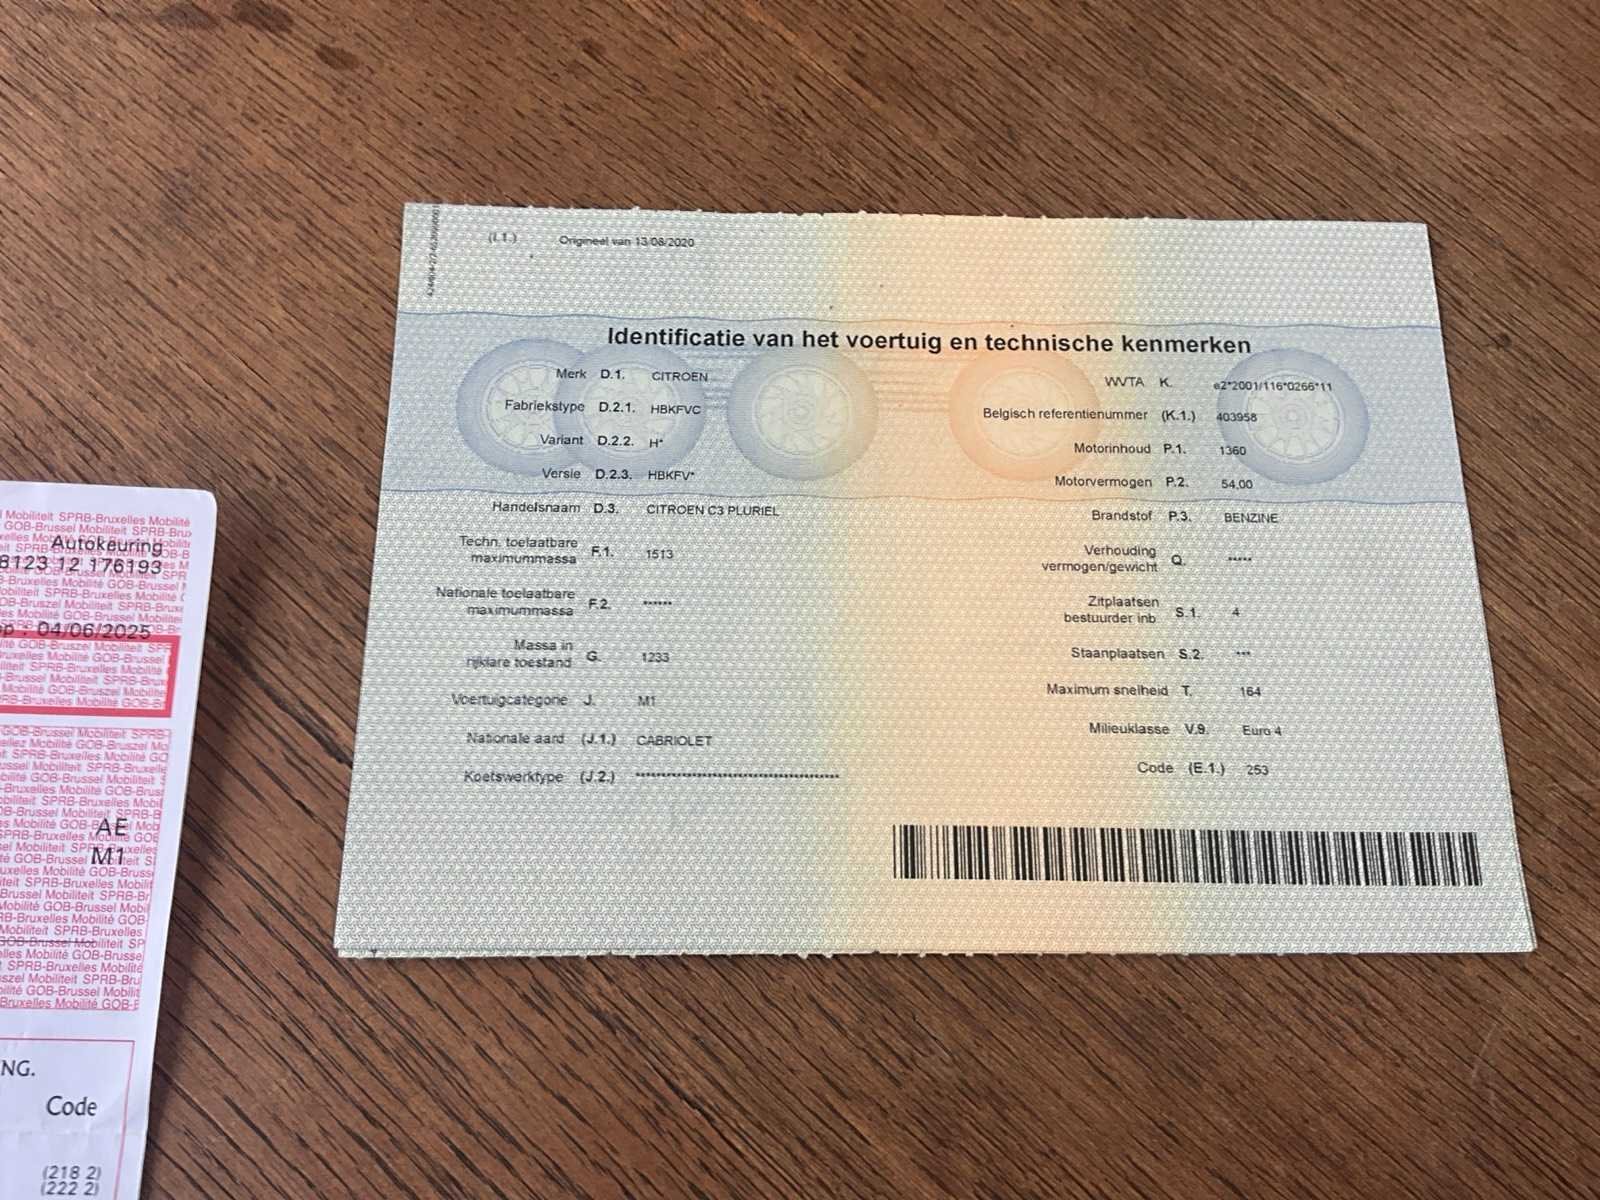 (I.1.) Origineel van 13/08/2020
Identificatie van het voertuig en technische kenmerken
Merk D.1. CITROEN
Fabriekstype D.2.1. HBKFVC
Variant D.2.2. H*
Versie D.2.3. HBKFV*
Handelsnaam D.3. CITROEN C3 PLURIEL
Techn. toelaatbare
maximummassa F.1. 1513
Nationale toelaatbare
maximummassa F.2. ******
Massa in
rijklare toestand G. 1233
Voertuigcategorie J. M1
Nationale aard (J.1.) CABRIOLET
Koetswerktype (J.2.) ****************************************
WVTA K. e2*2001/116*0266*11
Belgisch referentienummer (K.1.) 403958
Motorinhoud P.1. 1360
Motorvermogen P.2. 54,00
Brandstof P.3. BENZINE
Verhouding
vermogen/gewicht Q. *****
Zitplaatsen
bestuurder inb. S.1. 4
Staanplaatsen S.2. ***
Maximum snelheid T. 164
Milieuklasse V.9. Euro 4
Code (E.1.) 253
Autokeuring
8123 12 176193
op : 04/06/2025
AE
M1
NG.
Code
(218 2)
(222 2)